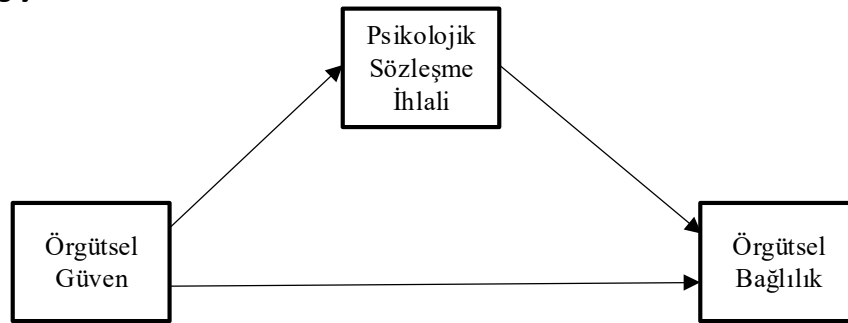 Psikolojik
Sözleşme
İhlali
Örgütsel
Güven
Örgütsel
Bağlılık